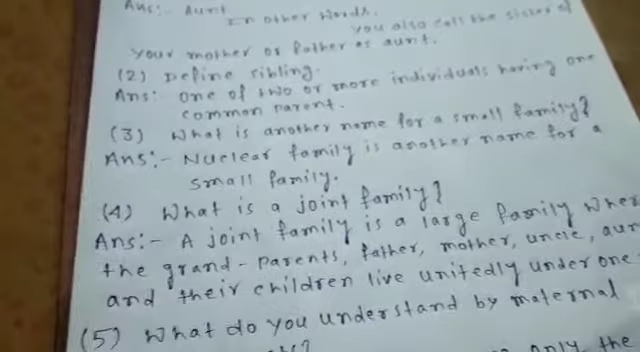 Ans:- Aunt
In other words.
you also call the sister of
your mother or father as aunt.
(2) Define sibling.
Ans: One of two or more individuals having one
common parent.
(3) What is another name for a small family?
Ans:- Nuclear family is another name for a
small family.
(4) What is a joint family?
Ans:- A joint family is a large family wher
the grand-parents, father, mother, uncle, aun
and their children live unitedly under one
(5) What do you understand by maternal
only the